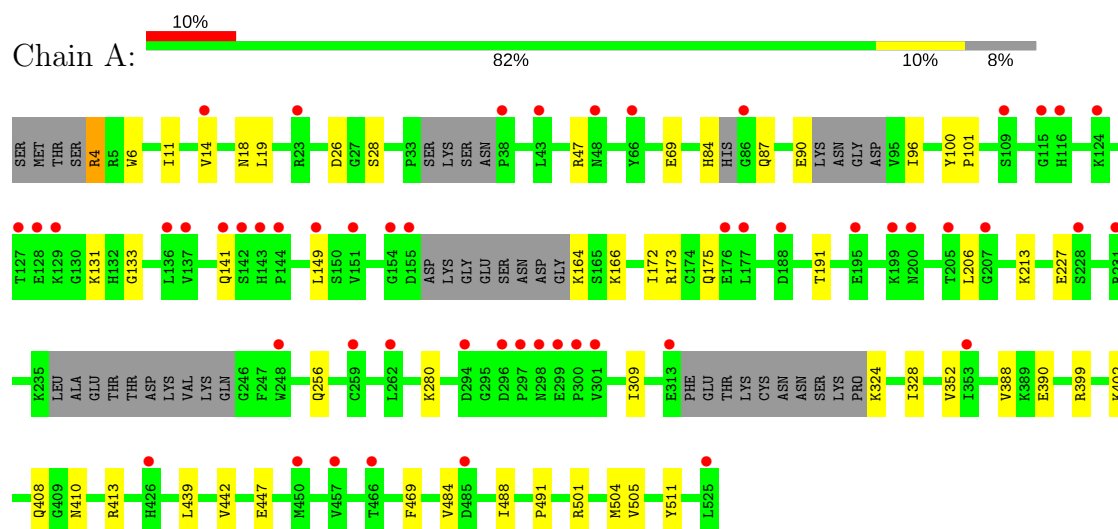 10%
Chain A:
82% 10% 8%
SER MET THR SER R4 R5 W6 I11 V14 N18 L19 R23 D26 G27 S28 P33 SER LYS SER ASN P38 L43 R47 N48 Y66 E69 H84 HIS G86 Q87 E90 LYS ASN GLY ASP V95 I96 Y100 P101 S109 G115 H116 K124
T127 E128 K129 G130 K131 H132 G133 L136 V137 Q141 S142 H143 P144 L149 S150 V151 G154 D155 ASP LYS GLY GLU SER ASN ASP GLY K164 S165 K166 I172 R173 C174 Q175 E176 L177 D188 T191 E195 K199 N200 T205 L206 G207 K213 E227 S228
K235 LEU ALA GLU THR THR ASP LYS VAL LYS GLN G246 F247 W248 Q256 C259 L262 K280 D294 G295 D296 P297 N298 E299 P300 V301 I309 E313 PHE GLU THR LYS CYS ASN ASN SER LYS PRO K324 I328 V352 I353 V388 K389 E390 R399 K402
Q408 G409 N410 R413 H426 L439 V442 E447 M450 V457 T466 F469 V484 D485 I488 P491 R501 M504 V505 Y511 L525